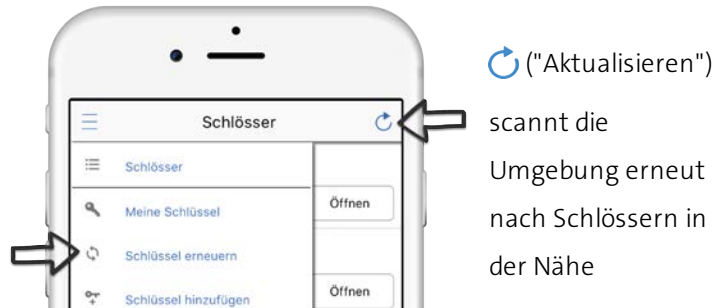 Schlösser
Schlösser
Meine Schlüssel
Öffnen
Schlüssel erneuern
Schlüssel hinzufügen
Öffnen
("Aktualisieren")
scannt die
Umgebung erneut
nach Schlössern in
der Nähe